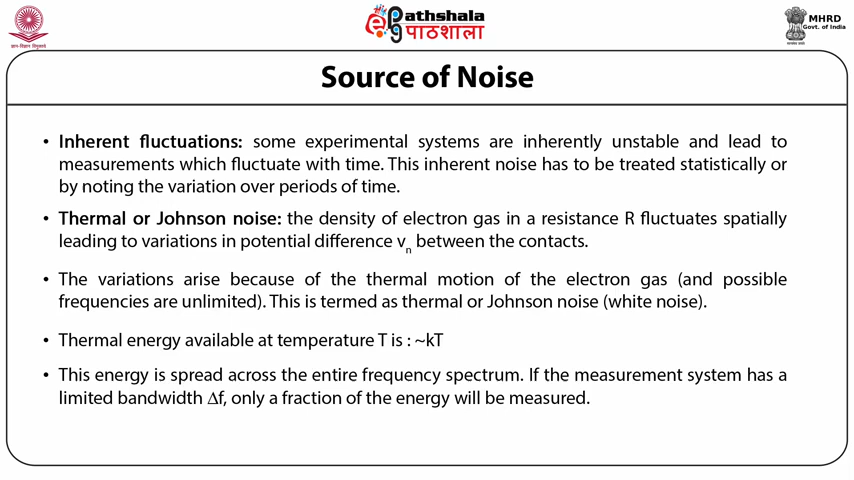 ePathshala
पाठशाला
MHRD
Govt. of India
Source of Noise
• Inherent fluctuations: some experimental systems are inherently unstable and lead to
measurements which fluctuate with time. This inherent noise has to be treated statistically or
by noting the variation over periods of time.
• Thermal or Johnson noise: the density of electron gas in a resistance R fluctuates spatially
leading to variations in potential difference vn between the contacts.
• The variations arise because of the thermal motion of the electron gas (and possible
frequencies are unlimited). This is termed as thermal or Johnson noise (white noise).
• Thermal energy available at temperature T is : ~kT
• This energy is spread across the entire frequency spectrum. If the measurement system has a
limited bandwidth Δf, only a fraction of the energy will be measured.